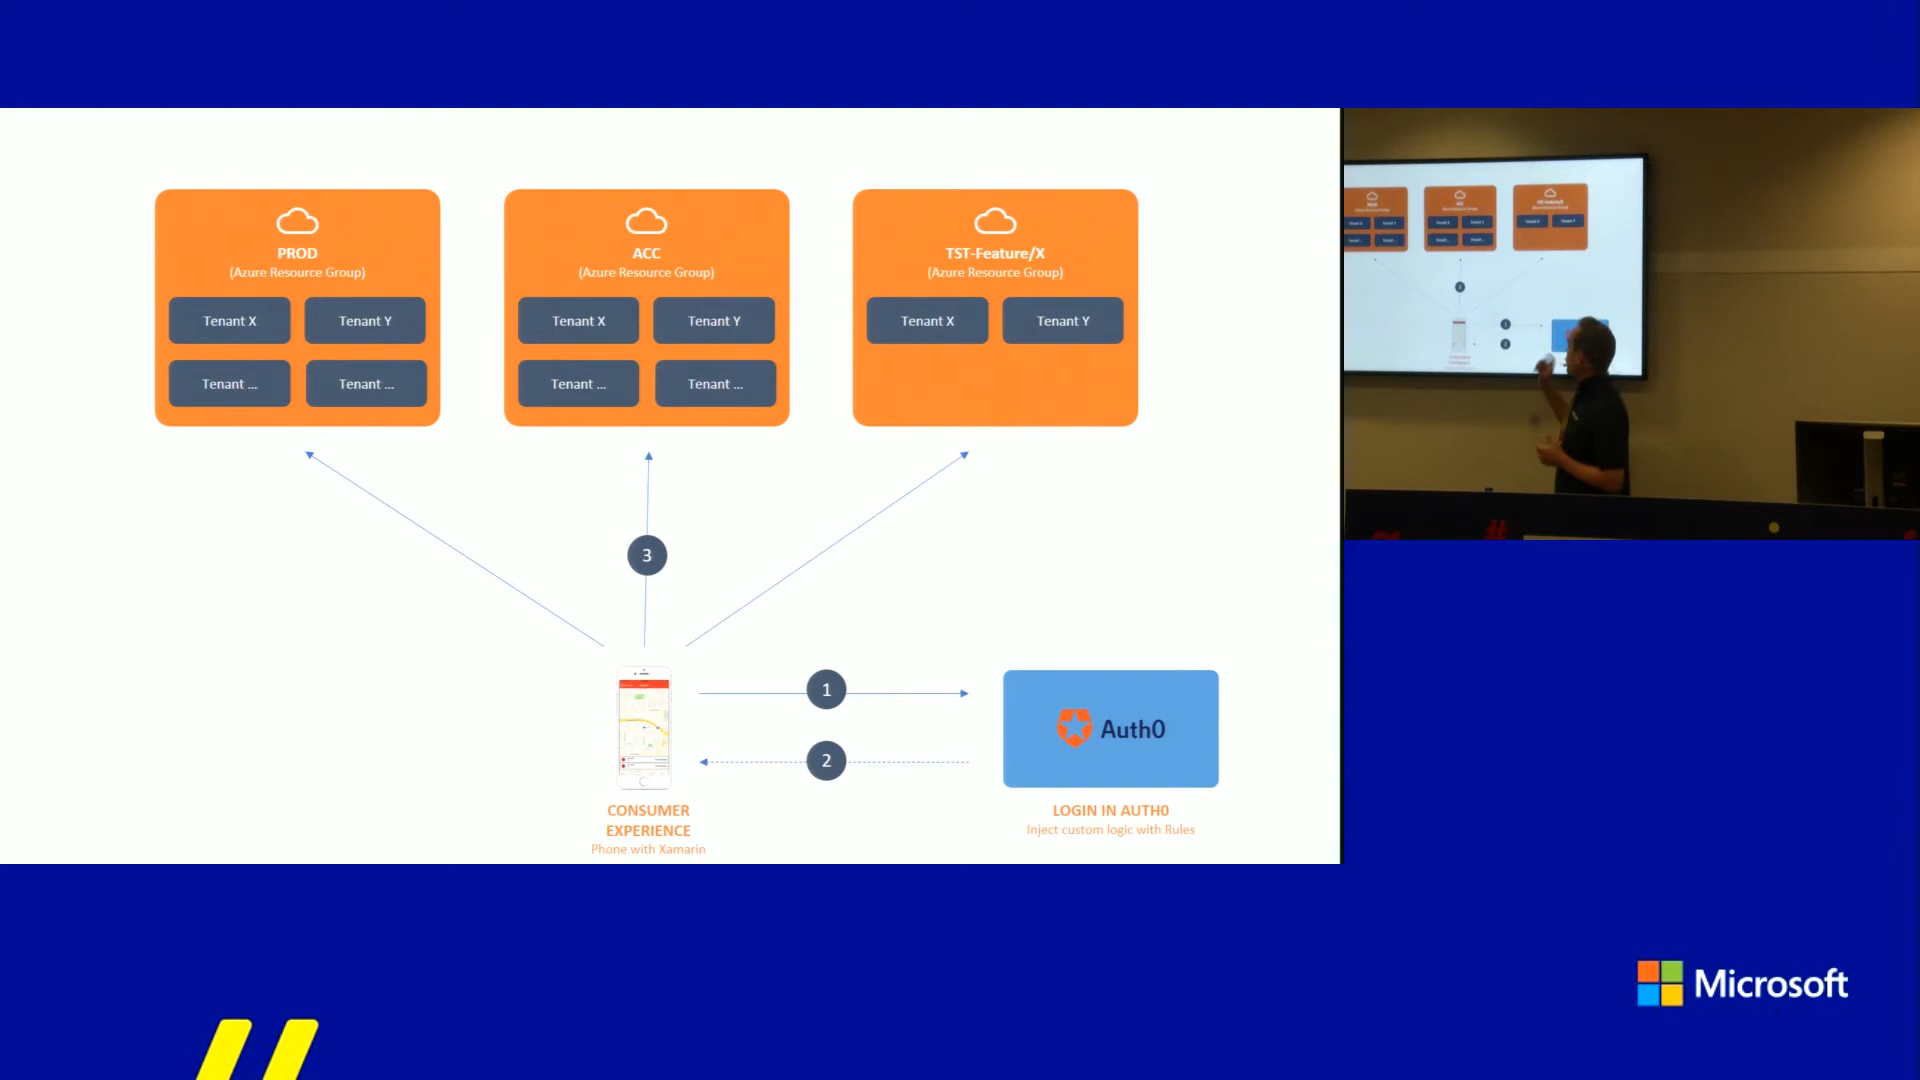 PROD
(Azure Resource Group)
Tenant X
Tenant Y
Tenant ...
Tenant ...
ACC
(Azure Resource Group)
Tenant X
Tenant Y
Tenant ...
Tenant ...
TST-Feature/X
(Azure Resource Group)
Tenant X
Tenant Y
3
1
2
Auth0
CONSUMER
EXPERIENCE
Phone with Xamarin
LOGIN IN AUTH0
Inject custom logic with Rules
Microsoft